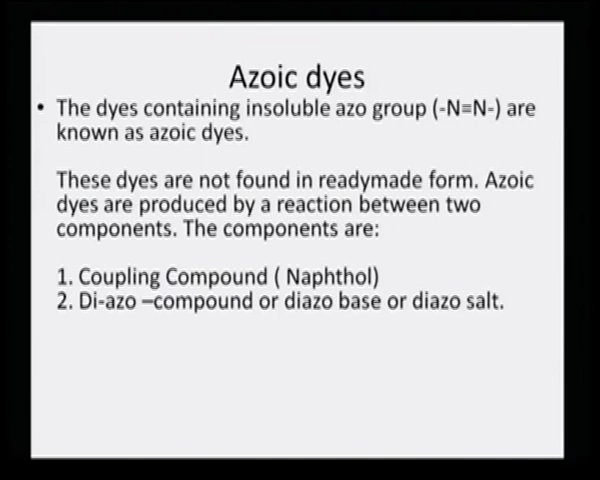 Azoic dyes
• The dyes containing insoluble azo group (-N≡N-) are
known as azoic dyes.
These dyes are not found in readymade form. Azoic
dyes are produced by a reaction between two
components. The components are:
1. Coupling Compound ( Naphthol)
2. Di-azo –compound or diazo base or diazo salt.